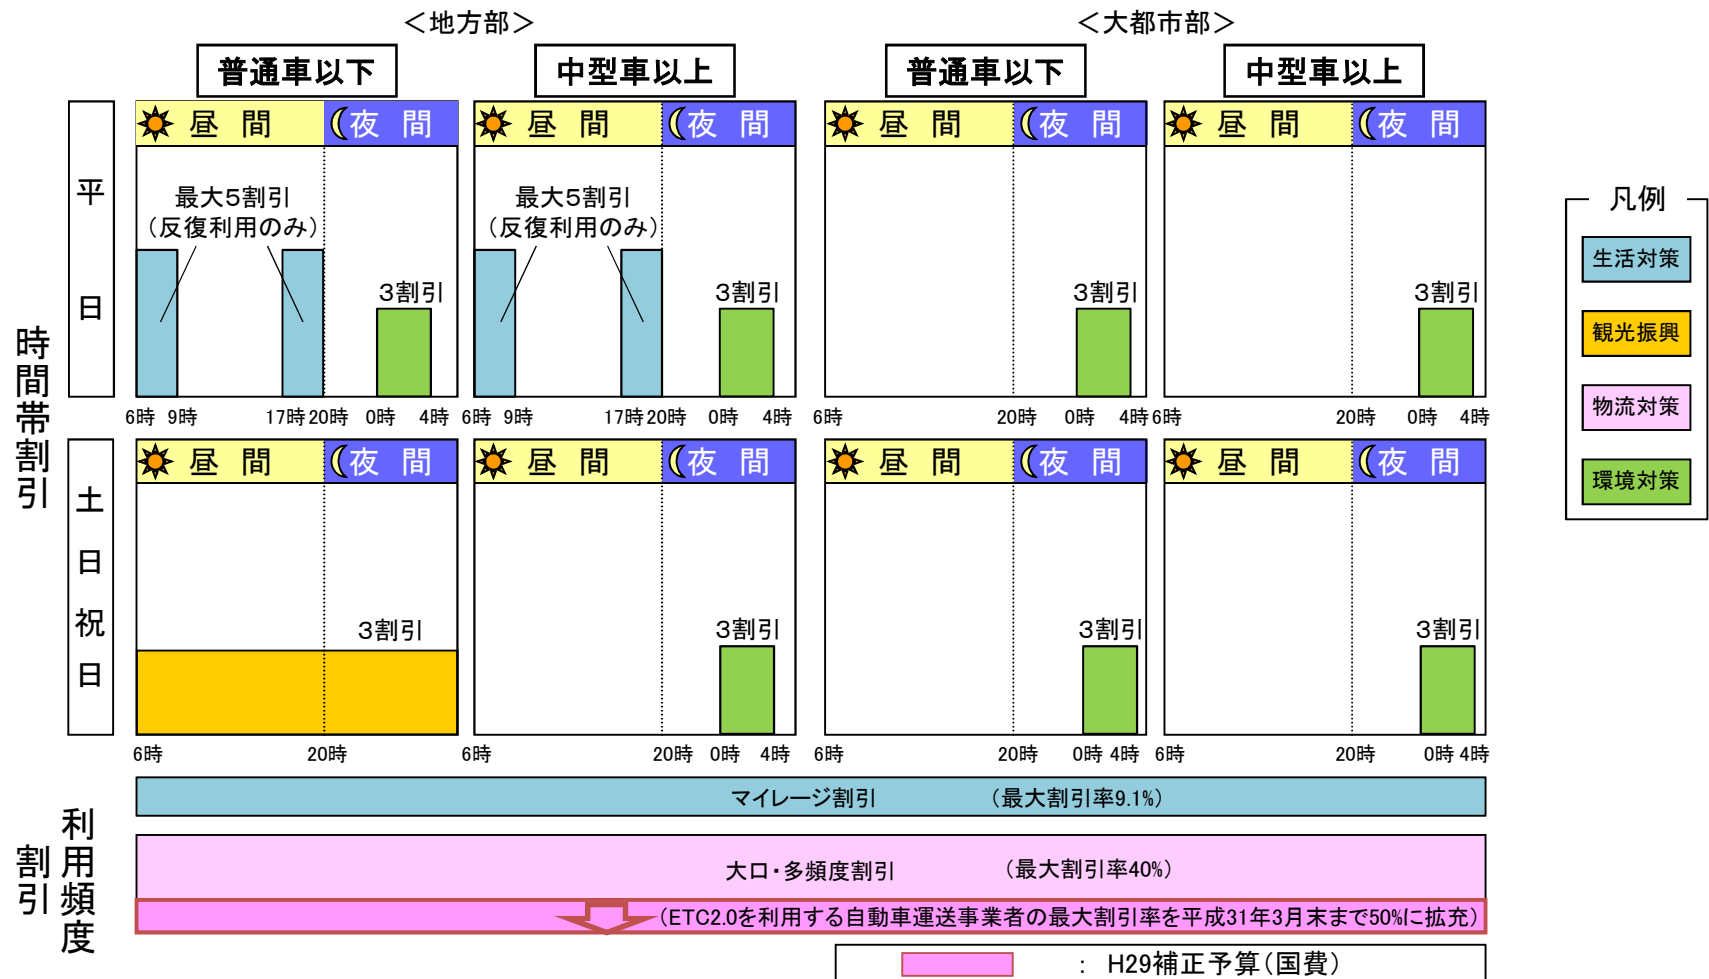 ＜地方部＞
＜大都市部＞
普通車以下
中型車以上
普通車以下
中型車以上
時間帯割引
平日
昼 間
夜 間
昼 間
夜 間
昼 間
夜 間
昼 間
夜 間
最大5割引
(反復利用のみ)
最大5割引
(反復利用のみ)
3割引
3割引
3割引
3割引
6時 9時 17時 20時 0時 4時
6時 9時 17時 20時 0時 4時
6時 20時 0時 4時
6時 20時 0時 4時
土日祝日
昼 間
夜 間
昼 間
夜 間
昼 間
夜 間
昼 間
夜 間
3割引
3割引
3割引
3割引
6時 20時
6時 20時 0時 4時
6時 20時 0時 4時
6時 20時 0時 4時
利用頻度
割引
マイレージ割引 (最大割引率9.1%)
大口・多頻度割引 (最大割引率40%)
(ETC2.0を利用する自動車運送事業者の最大割引率を平成31年3月末まで50%に拡充)
： H29補正予算(国費)
凡例
生活対策
観光振興
物流対策
環境対策